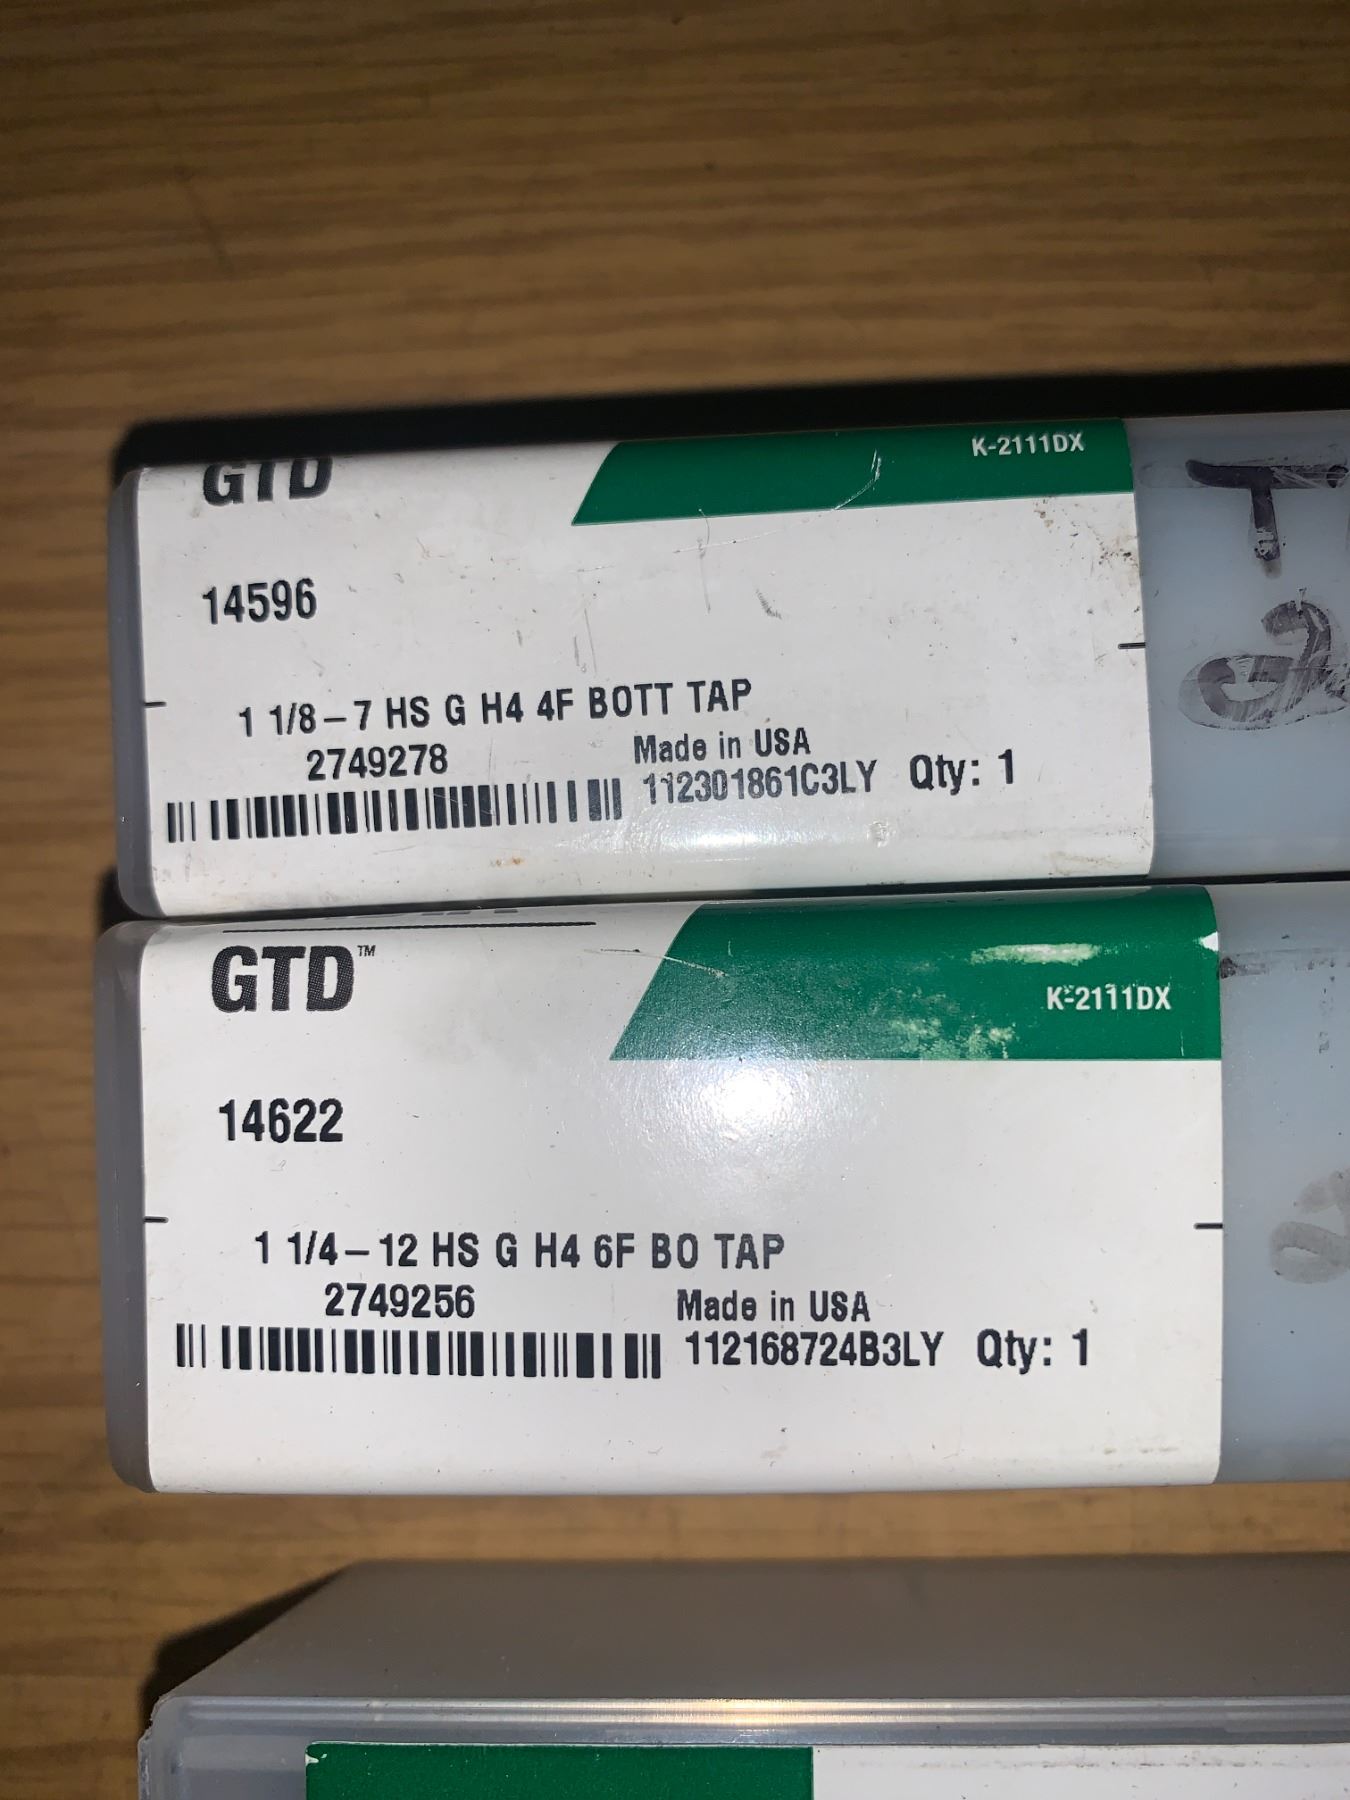 GTD
K-2111DX
14596
1 1/8-7 HS G H4 4F BOTT TAP
2749278
Made in USA
112301861C3LY Qty: 1
GTD™
K-2111DX
14622
1 1/4-12 HS G H4 6F BO TAP
2749256
Made in USA
112168724B3LY Qty: 1